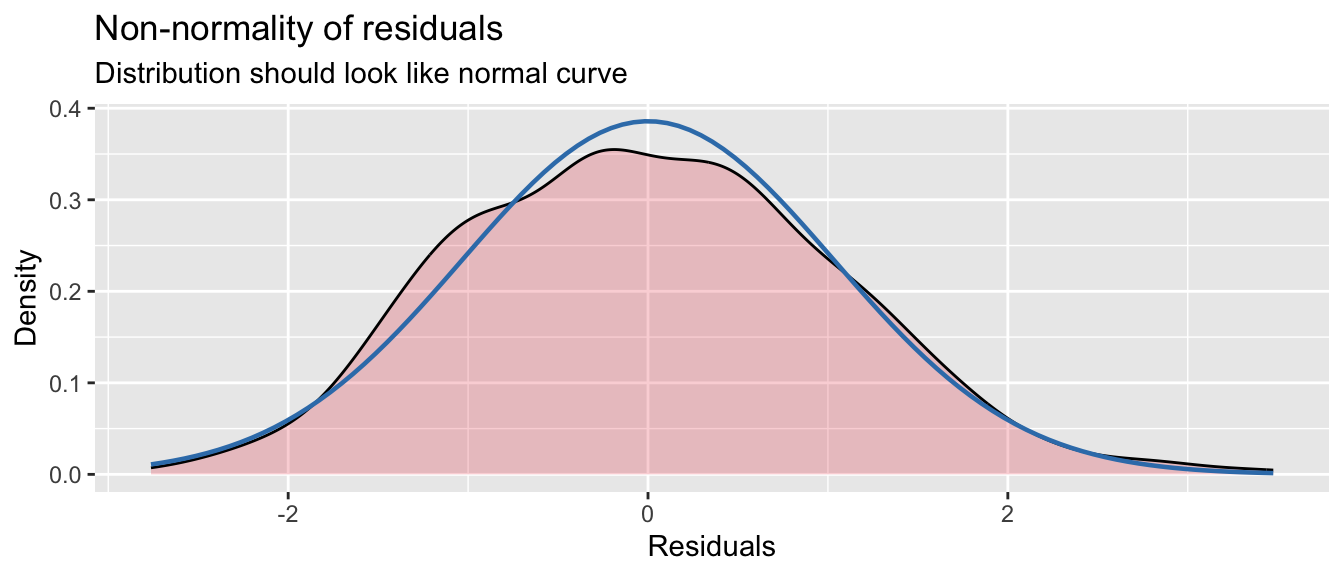 Non-normality of residuals
Distribution should look like normal curve
0.4
0.3
0.2
0.1
0.0
Density
-2
0
2
Residuals